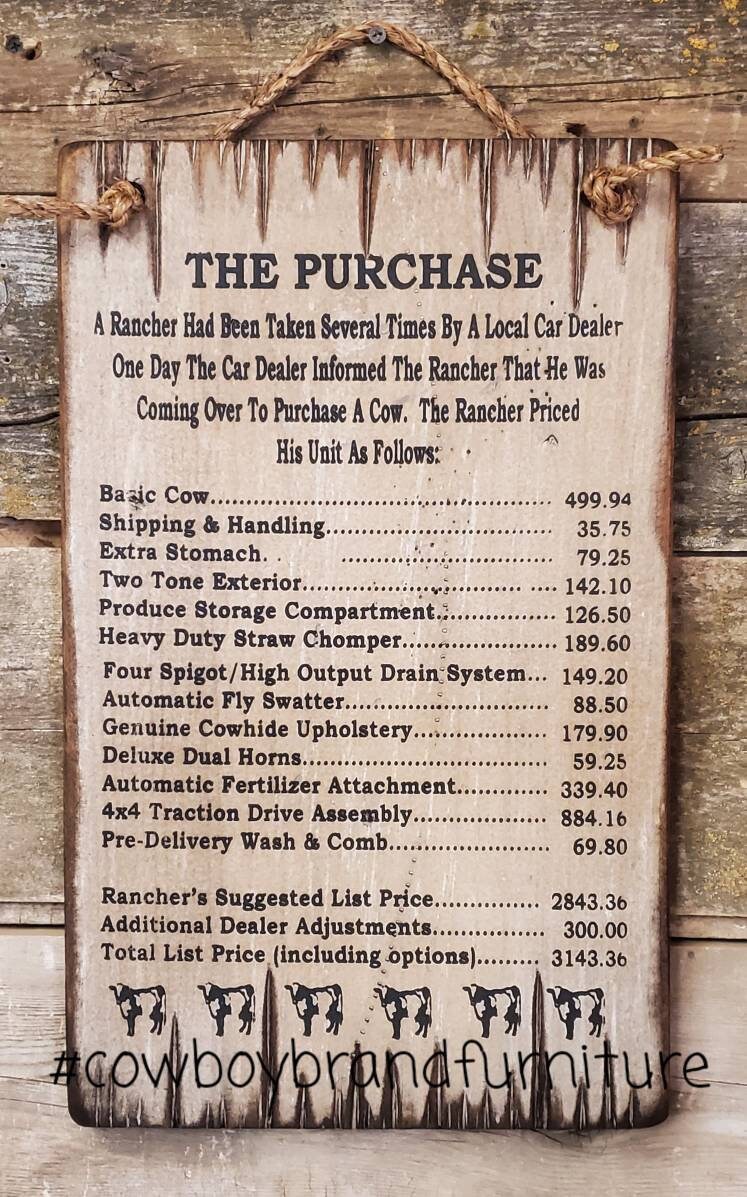 THE PURCHASE
A Rancher Had Been Taken Several Times By A Local Car Dealer
One Day The Car Dealer Informed The Rancher That He Was
Coming Over To Purchase A Cow. The Rancher Priced
His Unit As Follows:
Basic Cow............................................... 499.94
Shipping & Handling............................... 35.75
Extra Stomach. . ............................. 79.25
Two Tone Exterior............................ .... 142.10
Produce Storage Compartment................ 126.50
Heavy Duty Straw Chomper..................... 189.60
Four Spigot/High Output Drain System... 149.20
Automatic Fly Swatter............................ 88.50
Genuine Cowhide Upholstery.................. 179.90
Deluxe Dual Horns.................................. 59.25
Automatic Fertilizer Attachment............ 339.40
4x4 Traction Drive Assembly................... 884.16
Pre-Delivery Wash & Comb....................... 69.80
Rancher's Suggested List Price............... 2843.36
Additional Dealer Adjustments................ 300.00
Total List Price (including options)......... 3143.36
#cowboybrandfurniture